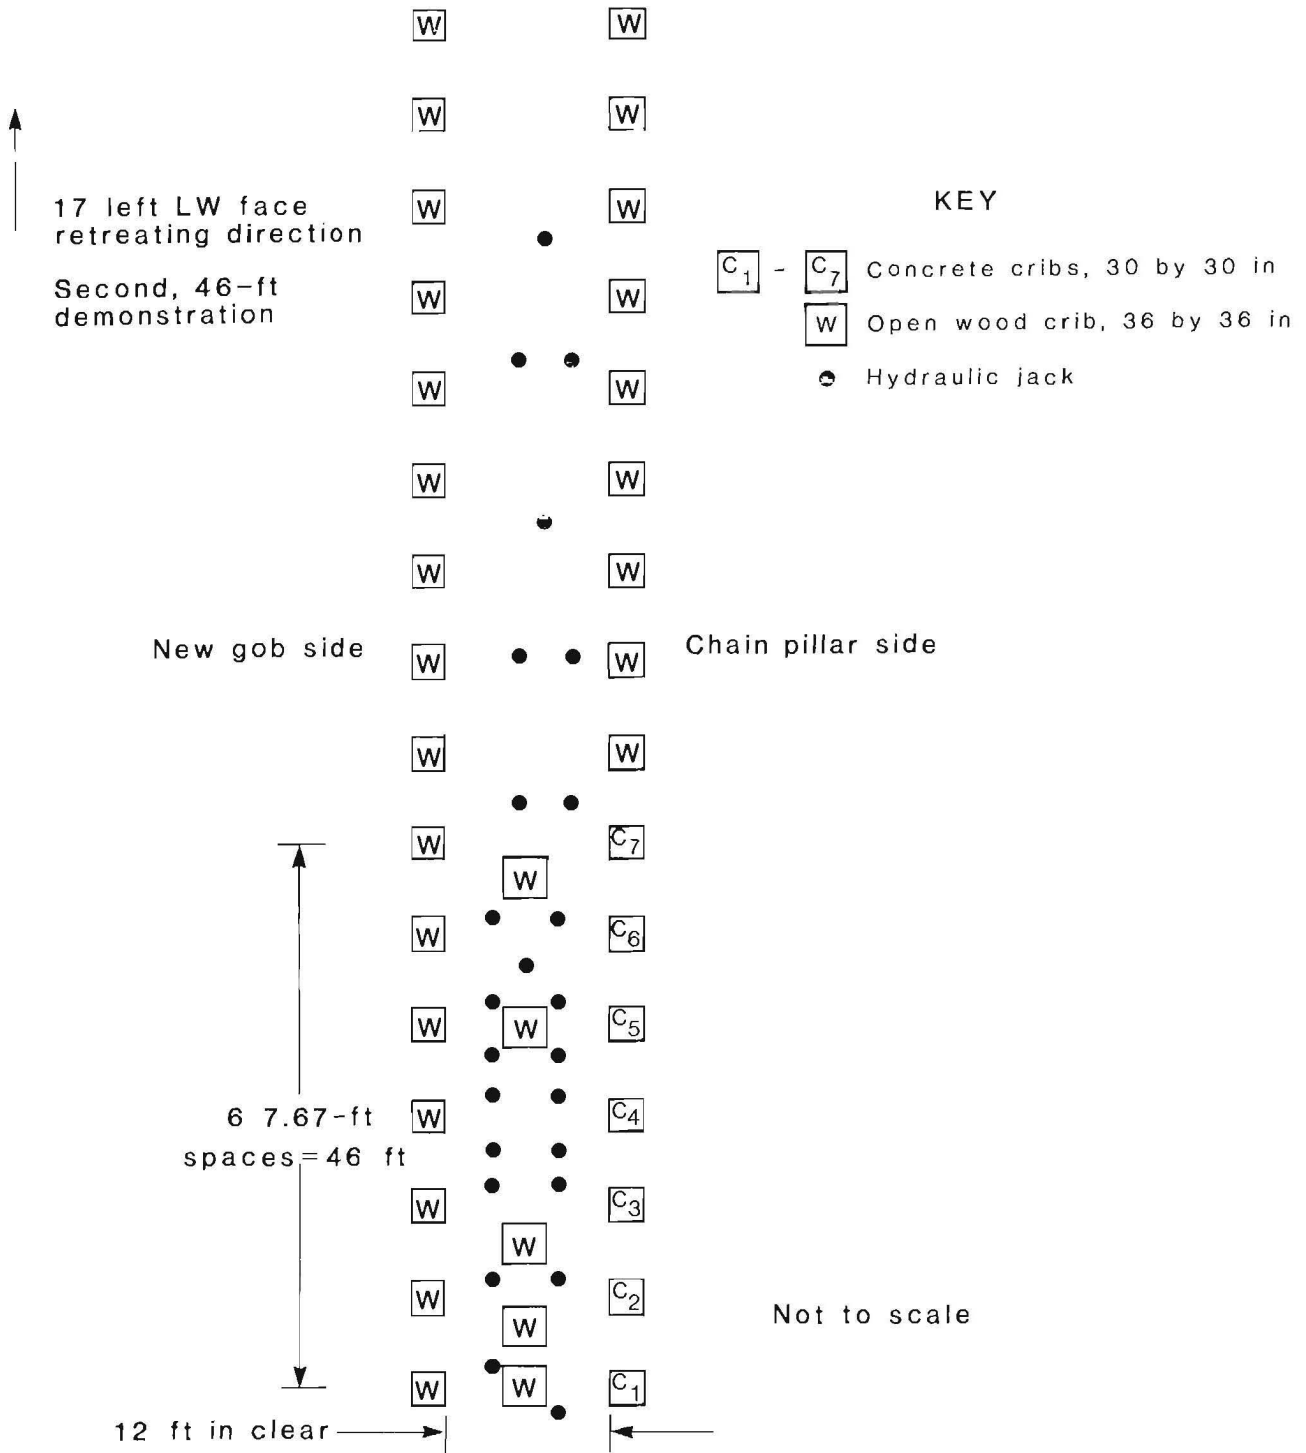 W W
W W
17 left LW face
retreating direction
Second, 46-ft
demonstration
KEY
C1 - C7 Concrete cribs, 30 by 30 in
W Open wood crib, 36 by 36 in
Hydraulic jack
W W
W W
W W
W W
W W
New gob side
W W
Chain pillar side
W W
W C7
W
W C6
W W C5
6 7.67-ft
spaces=46 ft
W C4
W C3
W
W C2
W
Not to scale
W W C1
12 ft in clear